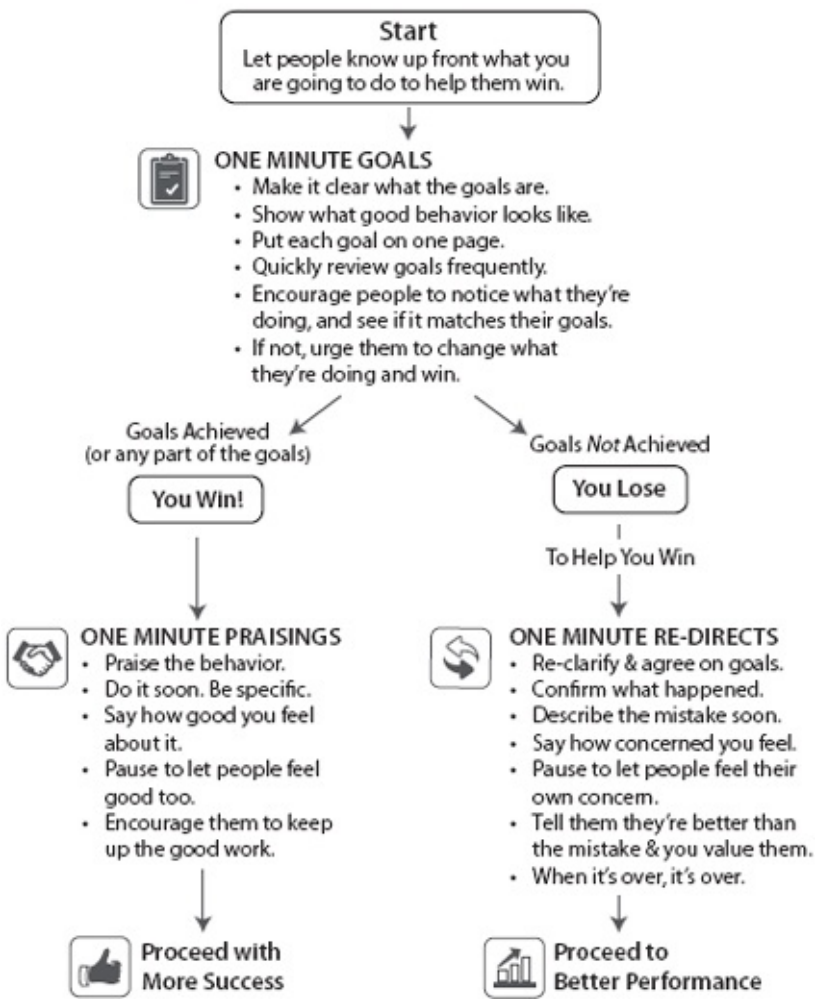 Start
Let people know up front what you
are going to do to help them win.
ONE MINUTE GOALS
• Make it clear what the goals are.
• Show what good behavior looks like.
• Put each goal on one page.
• Quickly review goals frequently.
• Encourage people to notice what they're
doing, and see if it matches their goals.
• If not, urge them to change what
they're doing and win.
Goals Achieved
(or any part of the goals)
You Win!
ONE MINUTE PRAISINGS
• Praise the behavior.
• Do it soon. Be specific.
• Say how good you feel
about it.
• Pause to let people feel
good too.
• Encourage them to keep
up the good work.
Proceed with
More Success
Goals Not Achieved
You Lose
To Help You Win
ONE MINUTE RE-DIRECTS
• Re-clarify & agree on goals.
• Confirm what happened.
• Describe the mistake soon.
• Say how concerned you feel.
• Pause to let people feel their
own concern.
• Tell them they're better than
the mistake & you value them.
• When it's over, it's over.
Proceed to
Better Performance